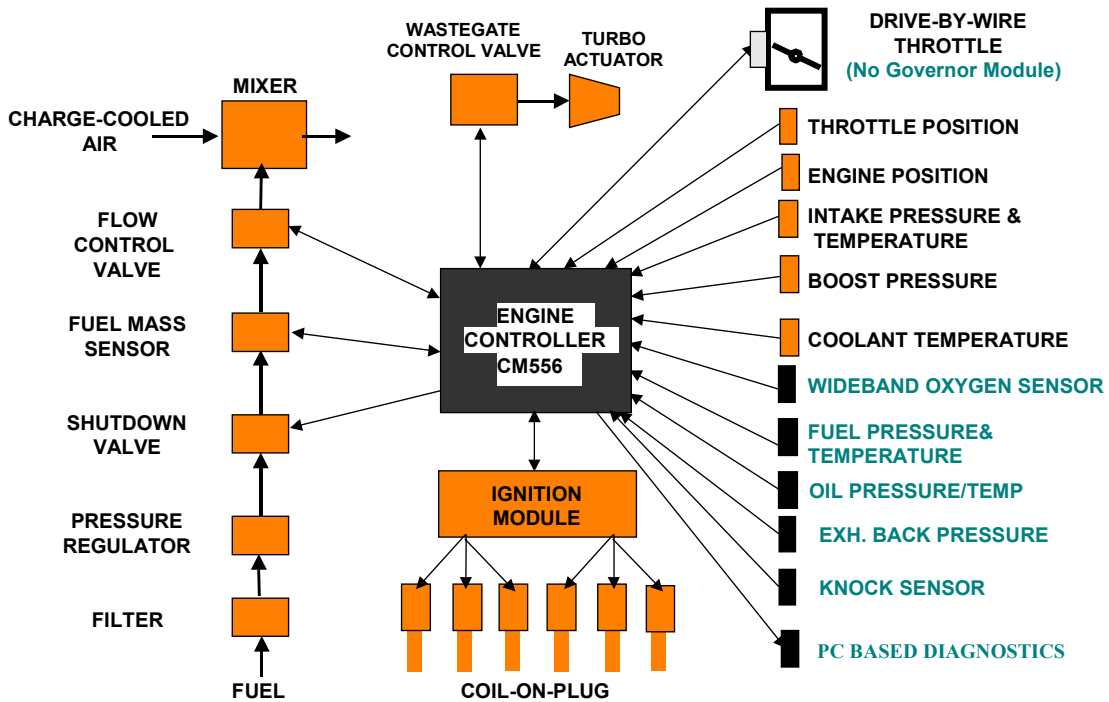 WASTEGATE
CONTROL VALVE
TURBO
ACTUATOR
DRIVE-BY-WIRE
THROTTLE
(No Governor Module)
MIXER
CHARGE-COOLED
AIR
THROTTLE POSITION
ENGINE POSITION
INTAKE PRESSURE &
TEMPERATURE
FLOW
CONTROL
VALVE
BOOST PRESSURE
FUEL MASS
SENSOR
ENGINE
CONTROLLER
CM556
COOLANT TEMPERATURE
WIDEBAND OXYGEN SENSOR
SHUTDOWN
VALVE
FUEL PRESSURE&
TEMPERATURE
OIL PRESSURE/TEMP
IGNITION
MODULE
PRESSURE
REGULATOR
EXH. BACK PRESSURE
KNOCK SENSOR
FILTER
PC BASED DIAGNOSTICS
FUEL
COIL-ON-PLUG